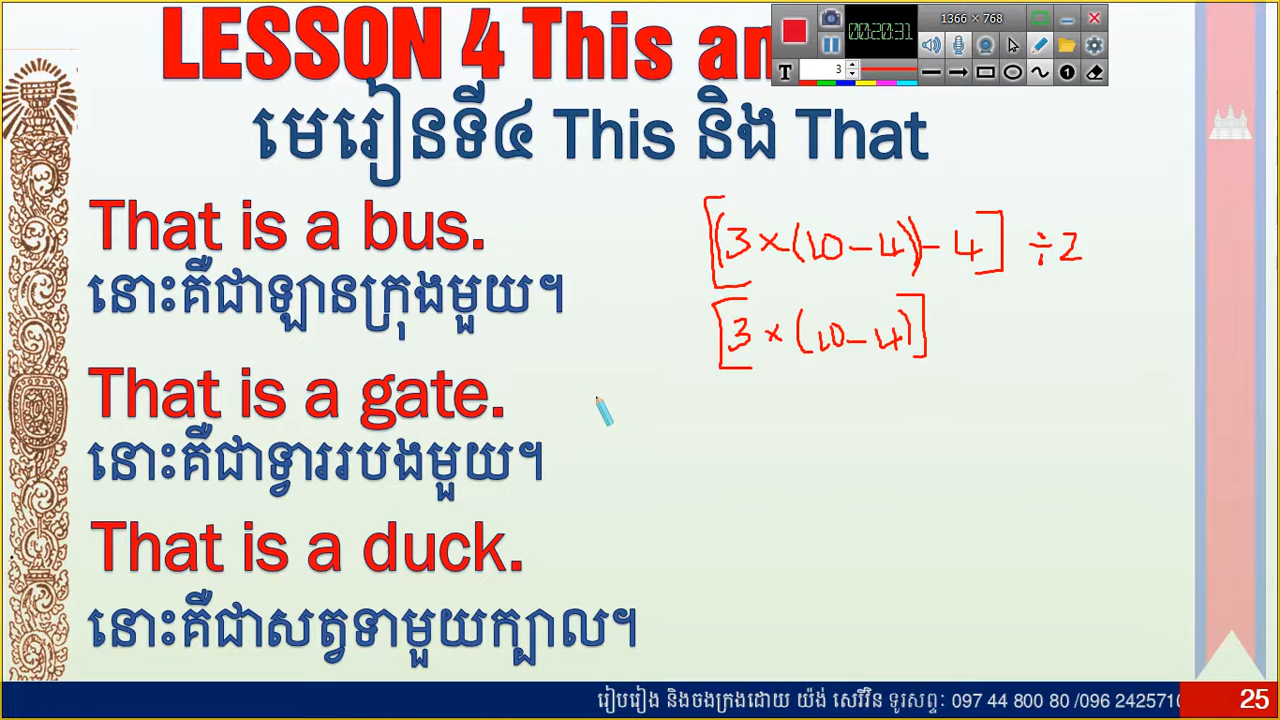 LESSON 4 This an
មេរៀនទី៤ This និង That
That is a bus.
នោះគឺជាឡានក្រុងមួយ។
That is a gate.
នោះគឺជាទ្វាររបងមួយ។
That is a duck.
នោះគឺជាសត្វទាមួយក្បាល។
[(3×(10-4)-4] ÷2
[3×(10-4)]
1366 × 768
00:20:31
T 3
1
រៀបរៀង និងចងក្រងដោយ យ៉ង់ សេរីវិន ទូរសព្ទៈ 097 44 800 80 /096 2425710
25